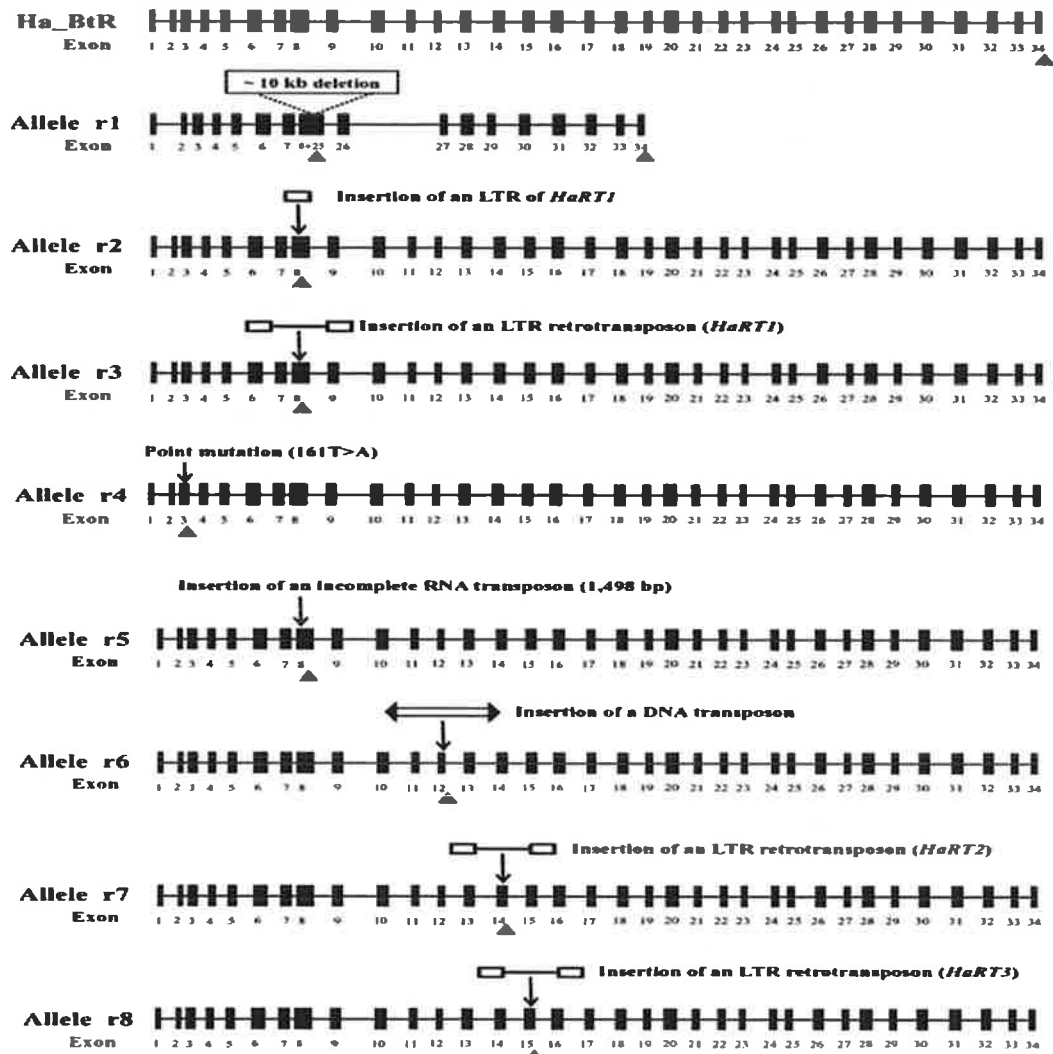 Ha_BtR
Exon 1 2 3 4 5 6 7 8 9 10 11 12 13 14 15 16 17 18 19 20 21 22 23 24 25 26 27 28 29 30 31 32 33 34
~ 10 kb deletion
Allele r1
Exon 1 2 3 4 5 6 7 8+25 26 27 28 29 30 31 32 33 34
Insertion of an LTR of HaRT1
Allele r2
Exon 1 2 3 4 5 6 7 8 9 10 11 12 13 14 15 16 17 18 19 20 21 22 23 24 25 26 27 28 29 30 31 32 33 34
Insertion of an LTR retrotransposon (HaRT1)
Allele r3
Exon 1 2 3 4 5 6 7 8 9 10 11 12 13 14 15 16 17 18 19 20 21 22 23 24 25 26 27 28 29 30 31 32 33 34
Point mutation (161T>A)
Allele r4
Exon 1 2 3 4 5 6 7 8 9 10 11 12 13 14 15 16 17 18 19 20 21 22 23 24 25 26 27 28 29 30 31 32 33 34
Insertion of an incomplete RNA transposon (1,498 bp)
Allele r5
Exon 1 2 3 4 5 6 7 8 9 10 11 12 13 14 15 16 17 18 19 20 21 22 23 24 25 26 27 28 29 30 31 32 33 34
Insertion of a DNA transposon
Allele r6
Exon 1 2 3 4 5 6 7 8 9 10 11 12 13 14 15 16 17 18 19 20 21 22 23 24 25 26 27 28 29 30 31 32 33 34
Insertion of an LTR retrotransposon (HaRT2)
Allele r7
Exon 1 2 3 4 5 6 7 8 9 10 11 12 13 14 15 16 17 18 19 20 21 22 23 24 25 26 27 28 29 30 31 32 33 34
Insertion of an LTR retrotransposon (HaRT3)
Allele r8
Exon 1 2 3 4 5 6 7 8 9 10 11 12 13 14 15 16 17 18 19 20 21 22 23 24 25 26 27 28 29 30 31 32 33 34